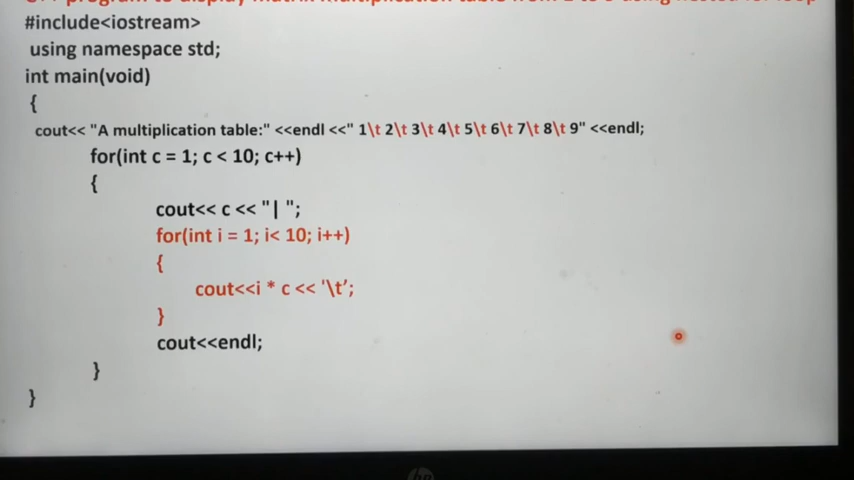 #include<iostream>
using namespace std;
int main(void)
{
cout<< "A multiplication table:" <<endl <<" 1\t 2\t 3\t 4\t 5\t 6\t 7\t 8\t 9" <<endl;
for(int c = 1; c < 10; c++)
{
cout<< c << "| ";
for(int i = 1; i< 10; i++)
{
cout<<i * c << '\t’;
}
cout<<endl;
}
}
hp